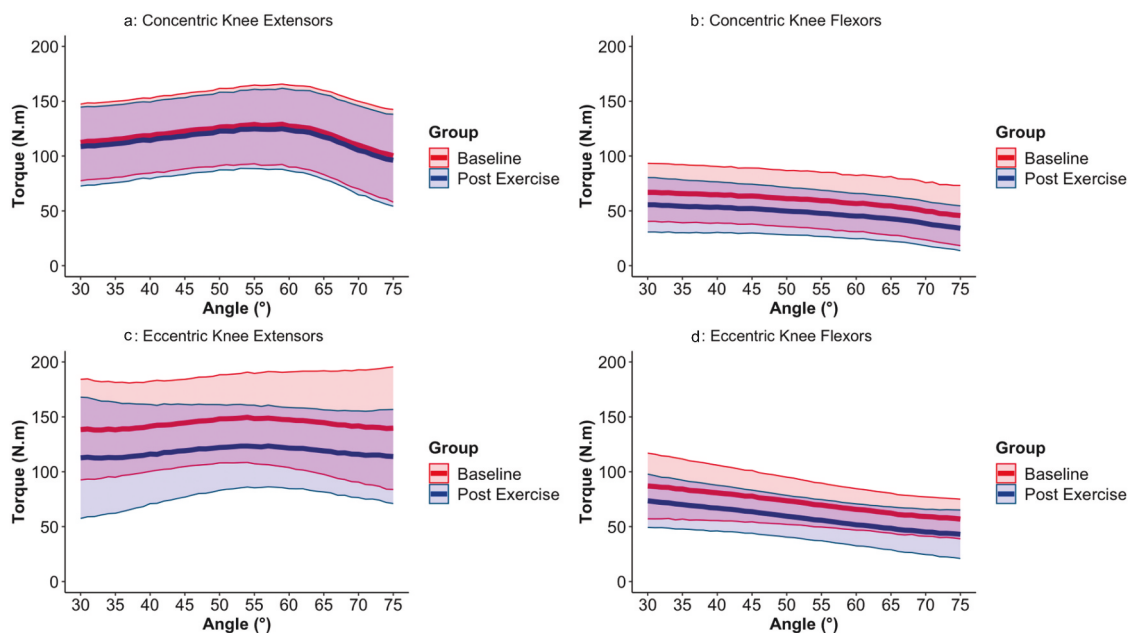 a: Concentric Knee Extensors
200
150
100
50
0
Torque (N.m)
30 35 40 45 50 55 60 65 70 75
Angle (°)
Group
Baseline
Post Exercise
b: Concentric Knee Flexors
200
150
100
50
0
Torque (N.m)
30 35 40 45 50 55 60 65 70 75
Angle (°)
Group
Baseline
Post Exercise
c: Eccentric Knee Extensors
200
150
100
50
0
Torque (N.m)
30 35 40 45 50 55 60 65 70 75
Angle (°)
Group
Baseline
Post Exercise
d: Eccentric Knee Flexors
200
150
100
50
0
Torque (N.m)
30 35 40 45 50 55 60 65 70 75
Angle (°)
Group
Baseline
Post Exercise